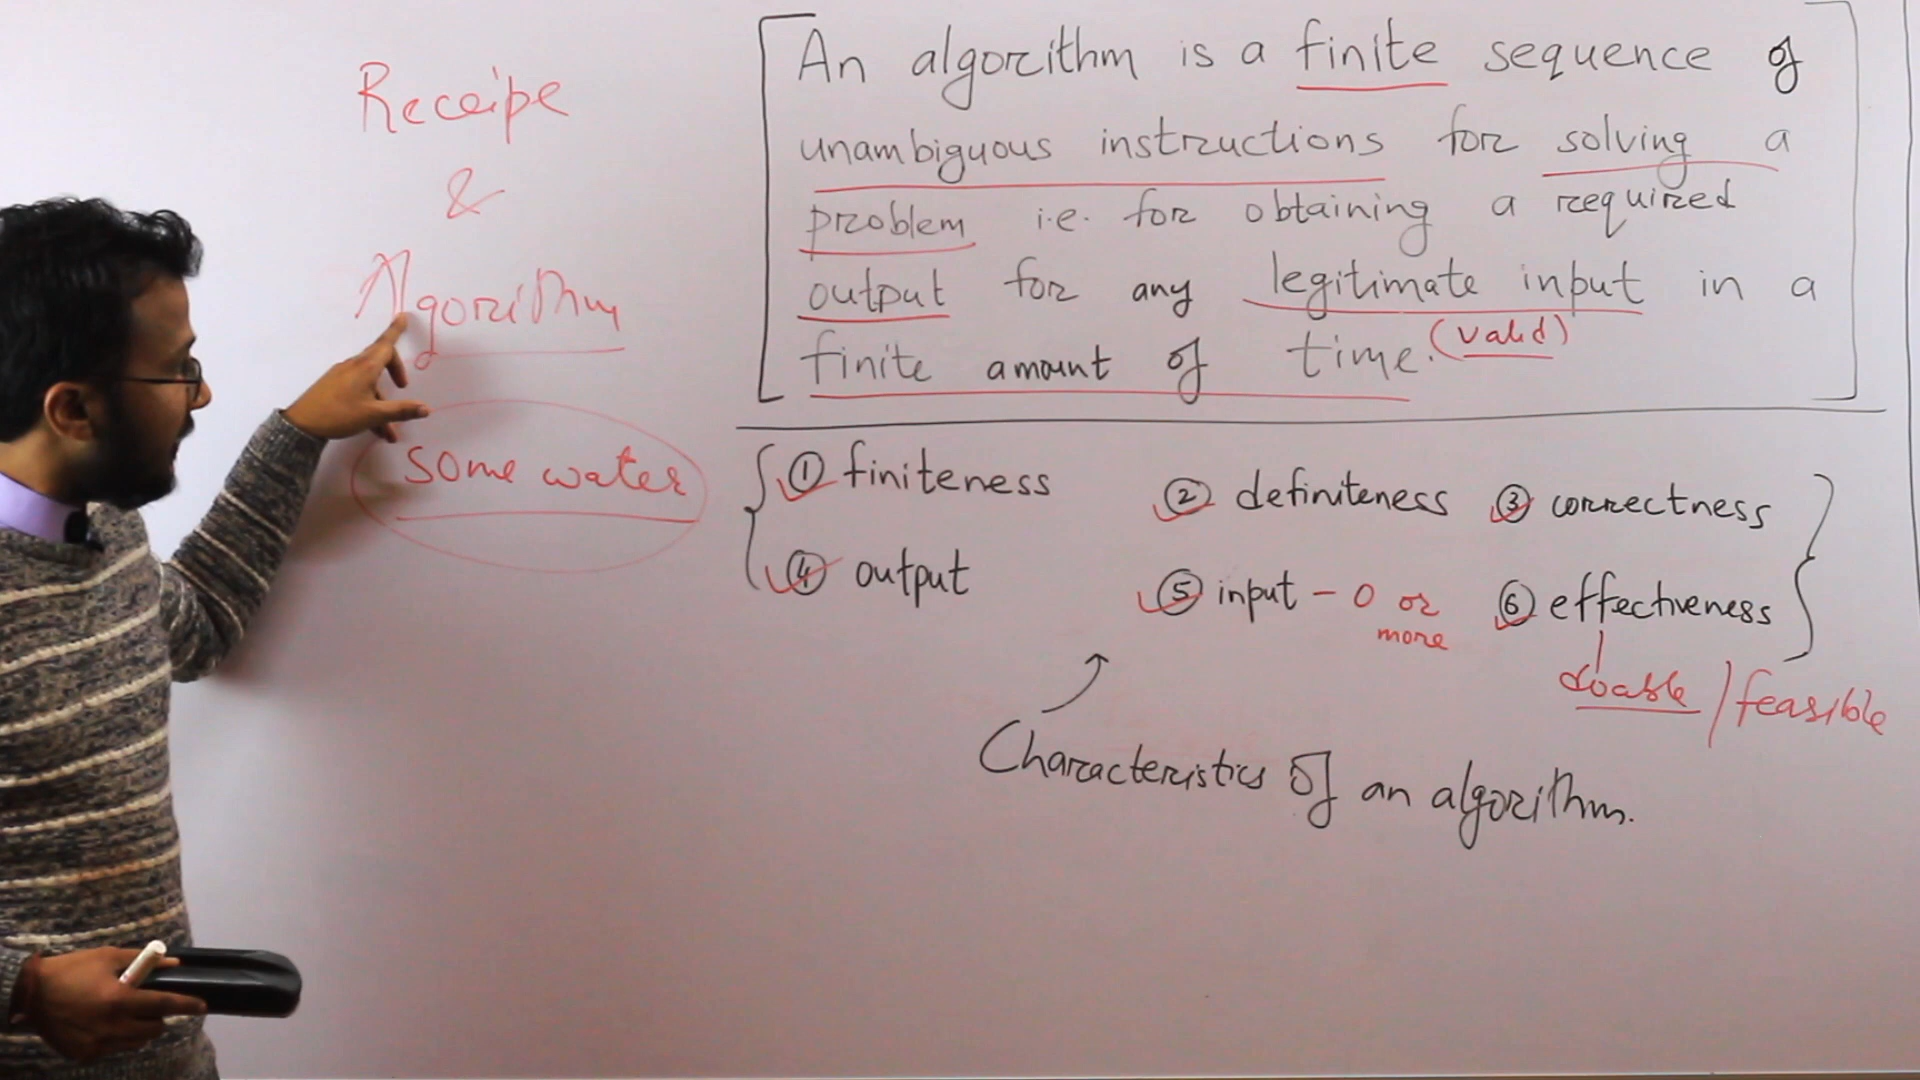 Receipe
&
Algorithm
some water
An algorithm is a finite sequence of
unambiguous instructions for solving a
problem i.e. for obtaining a required
output for any legitimate input in a
(valid)
finite amount of time.
① finiteness ② definiteness ③ correctness
④ output ⑤ input - 0 or more ⑥ effectiveness
doable / feasible
Characteristics of an algorithm.